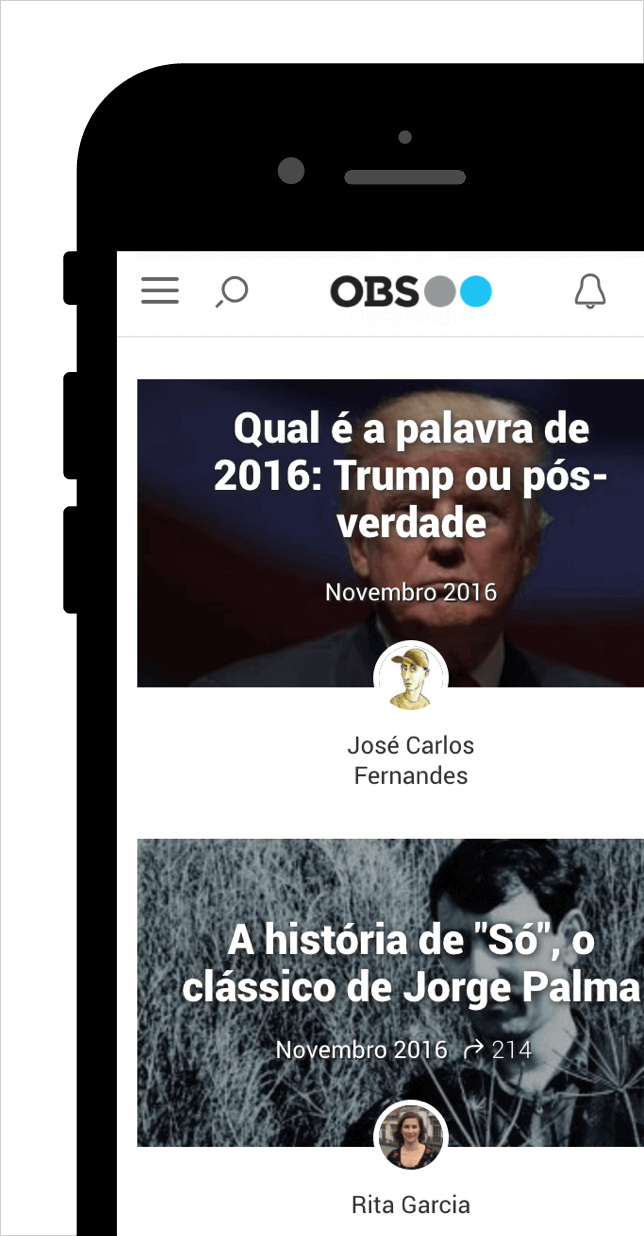 OBS
Qual é a palavra de
2016: Trump ou pós-
verdade
Novembro 2016
José Carlos
Fernandes
A história de "Só", o
clássico de Jorge Palma
Novembro 2016 214
Rita Garcia